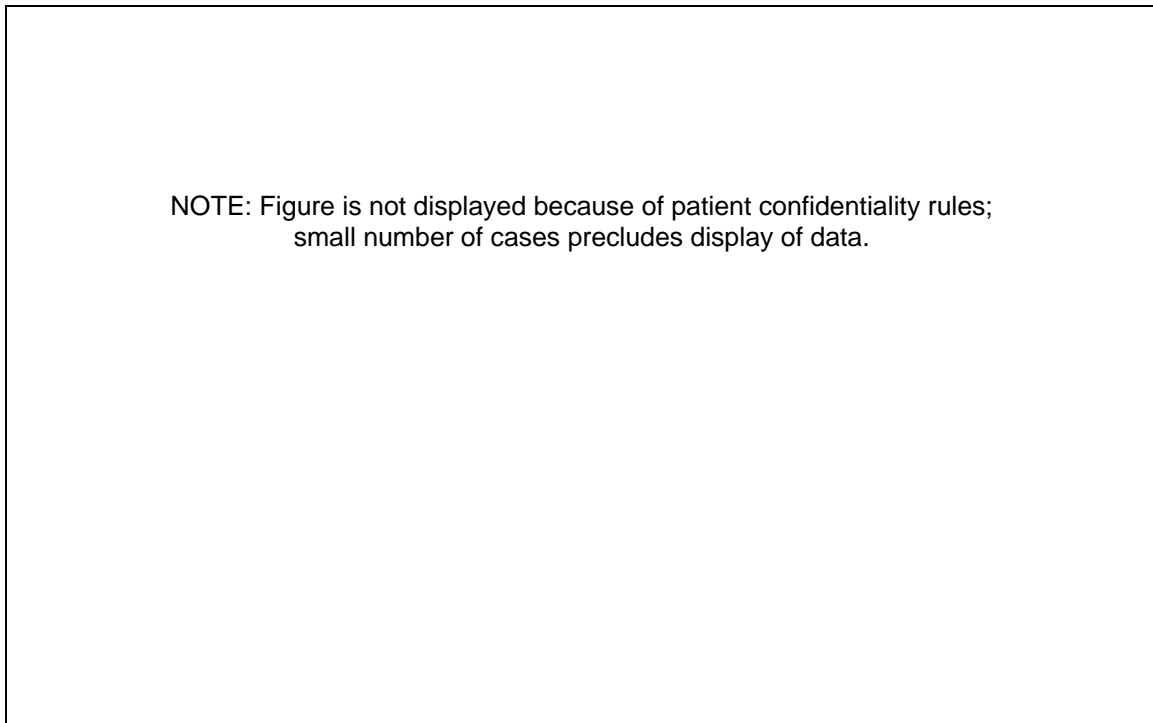 NOTE: Figure is not displayed because of patient confidentiality rules;
small number of cases precludes display of data.